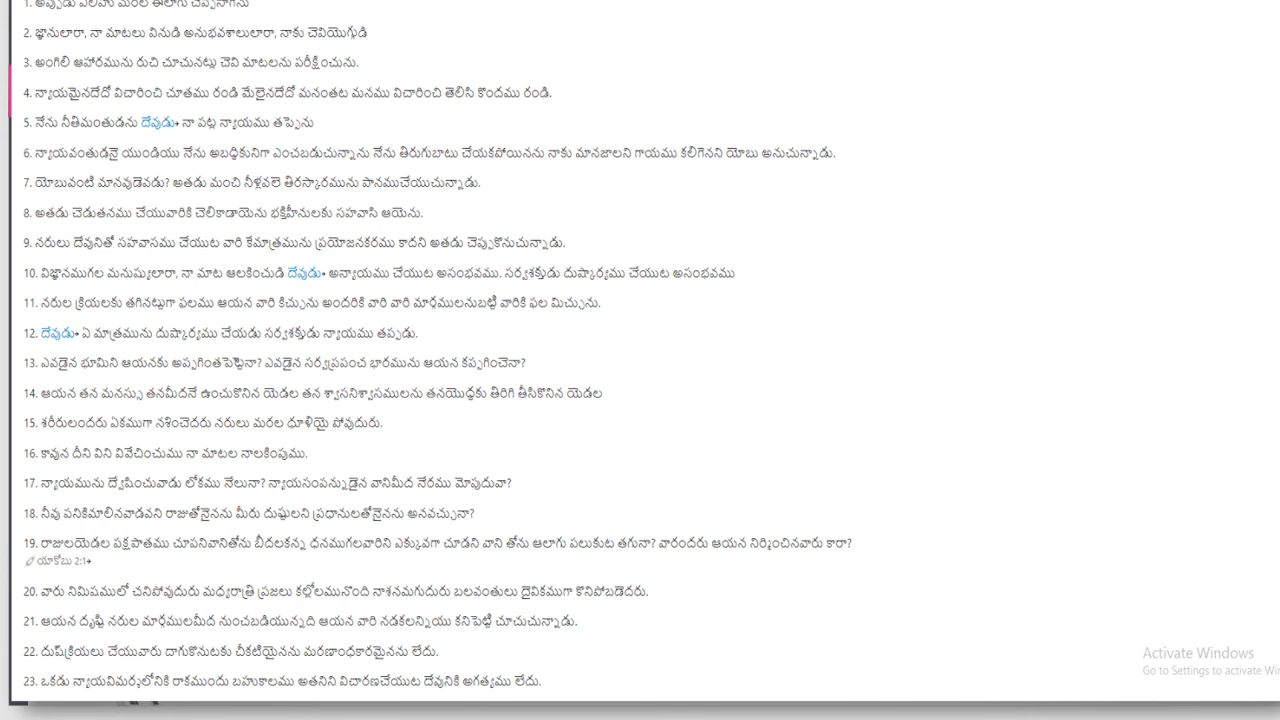 1. అప్పుడు ఎలీహు మరల ఈలాగు చెప్పసాగెను
2. జ్ఞానులారా, నా మాటలు వినుడి అనుభవశాలులారా, నాకు చెవియొగ్గుడి
3. అంగిలి ఆహారమును రుచి చూచునట్లు చెవి మాటలను పరీక్షించును.
4. న్యాయమైనదేదో విచారించి చూతము రండి మేలైనదేదో మనంతట మనము విచారించి తెలిసి కొందము రండి.
5. నేను నీతిమంతుడను దేవుడు నా పట్ల న్యాయము తప్పెను
6. న్యాయవంతుడనై యుండియు నేను అబద్ధికునిగా ఎంచబడుచున్నాను నేను తిరుగుబాటు చేయకపోయినను నాకు మానజాలని గాయము కలిగెనని యోబు అనుచున్నాడు.
7. యోబువంటి మానవుడెవడు? అతడు మంచి నీళ్లవలె తిరస్కారమును పానముచేయుచున్నాడు.
8. అతడు చెడుతనము చేయువారికి చెలికాడాయెను భక్తిహీనులకు సహవాసి ఆయెను.
9. నరులు దేవునితో సహవాసము చేయుట వారి కేమాత్రమును ప్రయోజనకరము కాదని అతడు చెప్పుకొనుచున్నాడు.
10. విజ్ఞానముగల మనుష్యులారా, నా మాట ఆలకించుడి దేవుడు అన్యాయము చేయుట అసంభవము. సర్వశక్తుడు దుష్కార్యము చేయుట అసంభవము
11. నరుల క్రియలకు తగినట్టుగా ఫలము ఆయన వారి కిచ్చును అందరికి వారి వారి మార్గములనుబట్టి వారికి ఫల మిచ్చును.
12. దేవుడు ఏ మాత్రమును దుష్కార్యము చేయడు సర్వశక్తుడు న్యాయము తప్పడు.
13. ఎవడైన భూమిని ఆయనకు అప్పగింతపెట్టెనా? ఎవడైన సర్వప్రపంచ భారమును ఆయన కప్పగించెనా?
14. ఆయన తన మనస్సు తనమీదనే ఉంచుకొనిన యెడల తన శ్వాసనిశ్వాసములను తనయొద్దకు తిరిగి తీసికొనిన యెడల
15. శరీరులందరు ఏకముగా నశించెదరు నరులు మరల ధూళియై పోవుదురు.
16. కావున దీని విని వివేచించుము నా మాటల నాలకింపుము.
17. న్యాయమును ద్వేషించువాడు లోకము నేలునా? న్యాయసంపన్నుడైన వానిమీద నేరము మోపుదువా?
18. నీవు పనికిమాలినవాడవని రాజుతోనైనను మీరు దుష్టులని ప్రధానులతోనైనను అనవచ్చునా?
19. రాజులయెడల పక్షపాతము చూపనివానితోను బీదలకన్న ధనముగలవారిని ఎక్కువగా చూడని వాని తోను ఆలాగు పలుకుట తగునా? వారందరు ఆయన నిర్మించినవారు కారా?
యాకోబు 2:1
20. వారు నిమిషములో చనిపోవుదురు మధ్యరాత్రి ప్రజలు కల్లోలమునొంది నాశనమగుదురు బలవంతులు దైవికముగా కొనిపోబడెదరు.
21. ఆయన దృష్టి నరుల మార్గములమీద నుంచబడియున్నది ఆయన వారి నడకలన్నియు కనిపెట్టి చూచుచున్నాడు.
22. దుష్‌క్రియలు చేయువారు దాగుకొనుటకు చీకటియైనను మరణాంధకారమైనను లేదు.
23. ఒకడు న్యాయవిమర్శలోనికి రాకముందు బహుకాలము అతనిని విచారణచేయుట దేవునికి అగత్యము లేదు.
Activate Windows
Go to Settings to activate